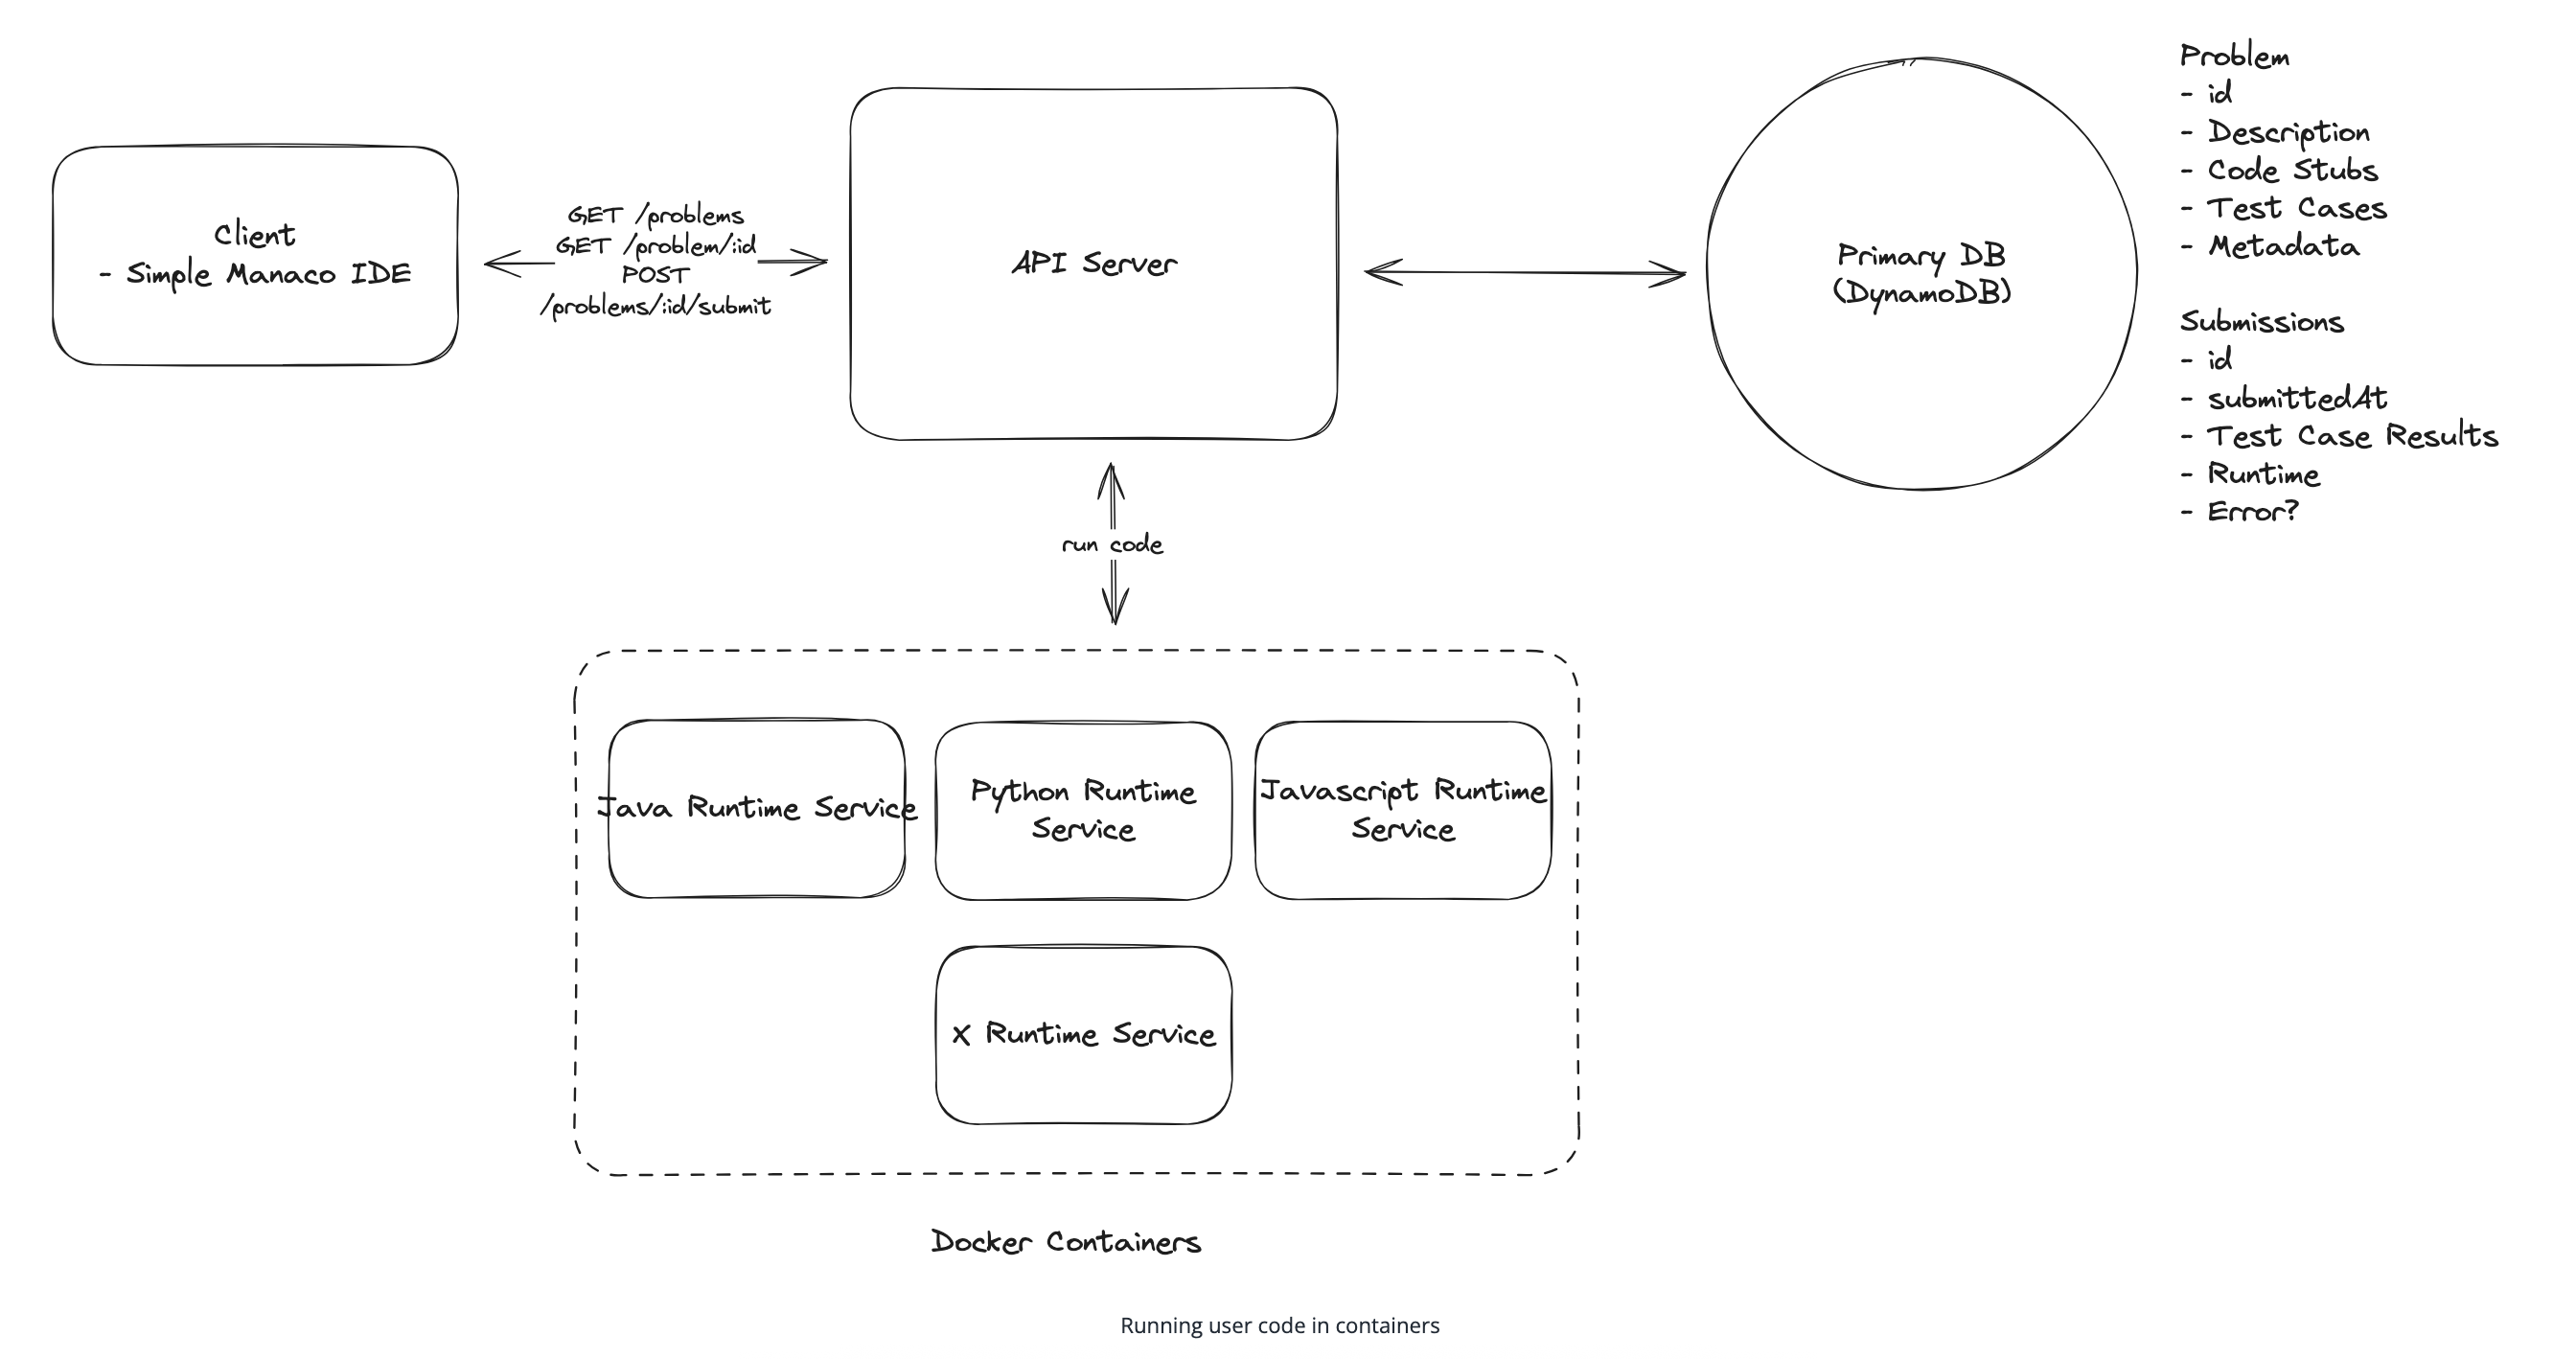 Client
- Simple Manaco IDE
GET /problems
GET /problem/:id
POST
/problems/:id/submit
API Server
Primary DB
(DynamoDB)
Problem
- id
- Description
- Code Stubs
- Test Cases
- Metadata
Submissions
- id
- submittedAt
- Test Case Results
- Runtime
- Error?
run code
Java Runtime Service
Python Runtime
Service
Javascript Runtime
Service
X Runtime Service
Docker Containers
Running user code in containers